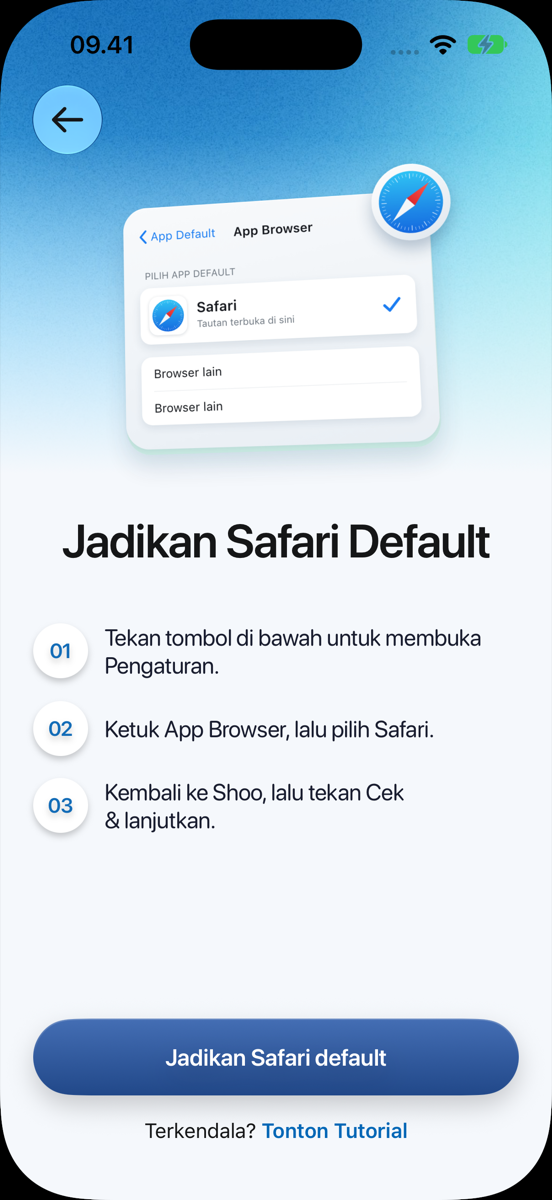 09.41
App Default
App Browser
PILIH APP DEFAULT
Safari
Tautan terbuka di sini
Browser lain
Browser lain
Jadikan Safari Default
01
Tekan tombol di bawah untuk membuka
Pengaturan.
02
Ketuk App Browser, lalu pilih Safari.
03
Kembali ke Shoo, lalu tekan Cek
& lanjutkan.
Jadikan Safari default
Terkendala? Tonton Tutorial